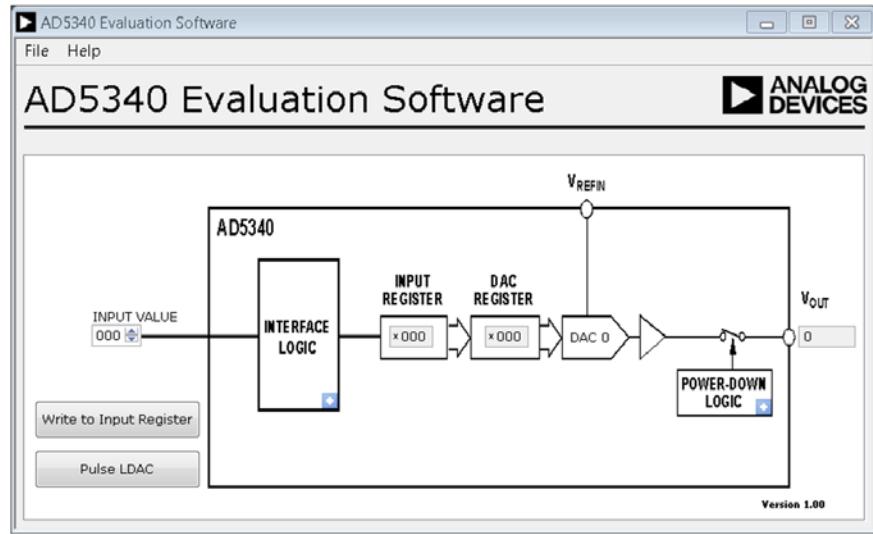 AD5340 Evaluation Software
File Help
AD5340 Evaluation Software
ANALOG
DEVICES
VREFIN
AD5340
INPUT
REGISTER
DAC
REGISTER
VOUT
INPUT VALUE
000
INTERFACE
LOGIC
×000
×000
DAC 0
0
POWER-DOWN
LOGIC
Write to Input Register
Pulse LDAC
Version 1.00